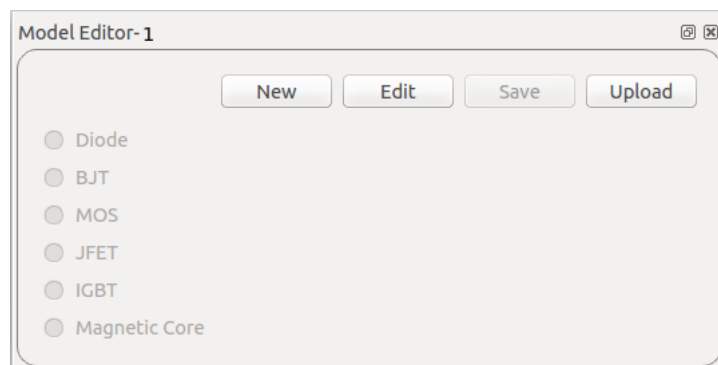 Model Editor-1
New Edit Save Upload
Diode
BJT
MOS
JFET
IGBT
Magnetic Core